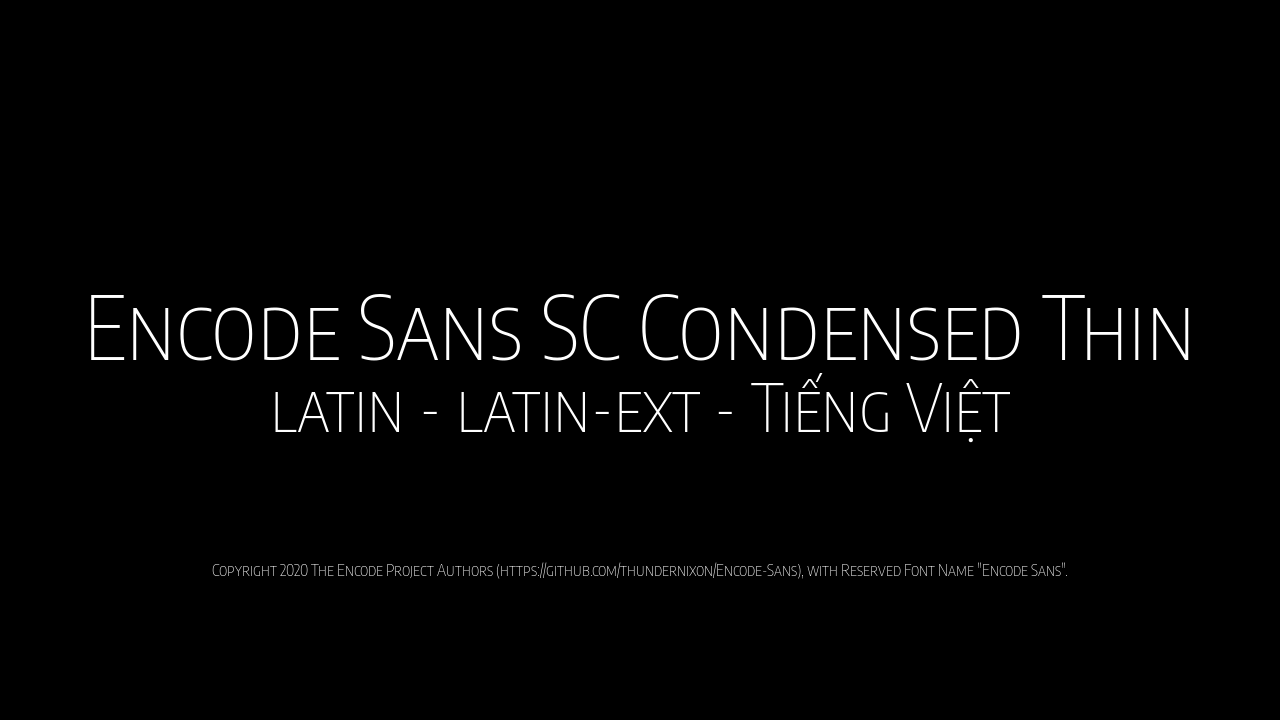 Encode Sans SC Condensed Thin
latin - latin-ext - Tiếng Việt
Copyright 2020 The Encode Project Authors (https://github.com/thundernixon/Encode-Sans), with Reserved Font Name "Encode Sans".